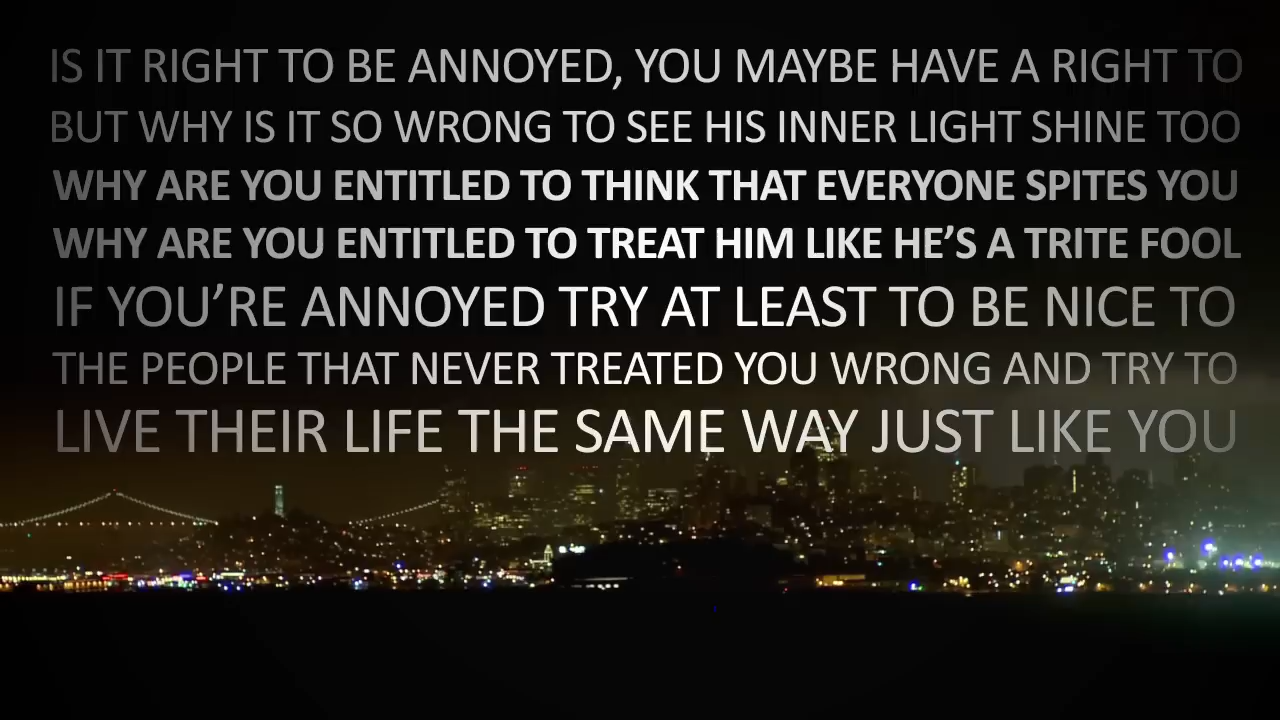 IS IT RIGHT TO BE ANNOYED, YOU MAYBE HAVE A RIGHT TO
BUT WHY IS IT SO WRONG TO SEE HIS INNER LIGHT SHINE TOO
WHY ARE YOU ENTITLED TO THINK THAT EVERYONE SPITES YOU
WHY ARE YOU ENTITLED TO TREAT HIM LIKE HE’S A TRITE FOOL
IF YOU’RE ANNOYED TRY AT LEAST TO BE NICE TO
THE PEOPLE THAT NEVER TREATED YOU WRONG AND TRY TO
LIVE THEIR LIFE THE SAME WAY JUST LIKE YOU